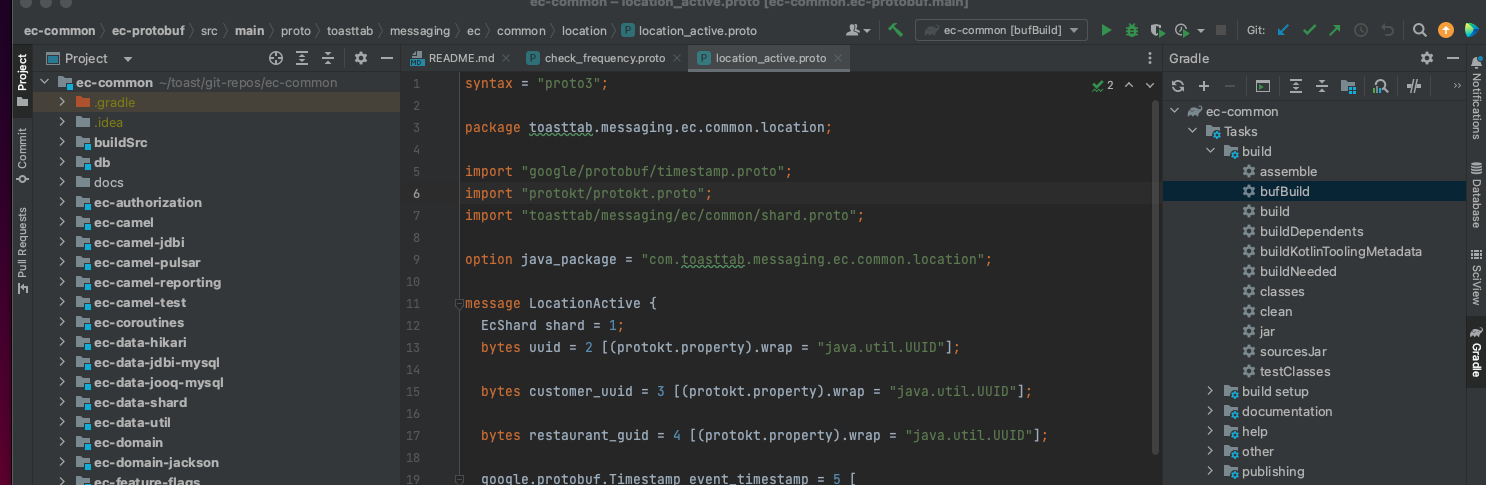 ec-common – location_active.proto [ec-common.ec-protobuf.main]
ec-common ec-protobuf src main proto toasttab messaging ec common location location_active.proto
ec-common [bufBuild]
Git:
Project
README.md
check_frequency.proto
location_active.proto
Gradle
Project
Commit
Pull Requests
ec-common ~/toast/git-repos/ec-common
.gradle
.idea
buildSrc
db
docs
ec-authorization
ec-camel
ec-camel-jdbi
ec-camel-pulsar
ec-camel-reporting
ec-camel-test
ec-coroutines
ec-data-hikari
ec-data-jdbi-mysql
ec-data-jooq-mysql
ec-data-shard
ec-data-util
ec-domain
ec-domain-jackson
ec-feature-flags
2
1 syntax = "proto3";
2
3 package toasttab.messaging.ec.common.location;
4
5 import "google/protobuf/timestamp.proto";
6 import "protokt/protokt.proto";
7 import "toasttab/messaging/ec/common/shard.proto";
8
9 option java_package = "com.toasttab.messaging.ec.common.location";
10
11 message LocationActive {
12 EcShard shard = 1;
13 bytes uuid = 2 [(protokt.property).wrap = "java.util.UUID"];
14
15 bytes customer_uuid = 3 [(protokt.property).wrap = "java.util.UUID"];
16
17 bytes restaurant_guid = 4 [(protokt.property).wrap = "java.util.UUID"];
18
19 google.protobuf.Timestamp event_timestamp = 5 [
ec-common
Tasks
build
assemble
bufBuild
build
buildDependents
buildKotlinToolingMetadata
buildNeeded
classes
clean
jar
sourcesJar
testClasses
build setup
documentation
help
other
publishing
Notifications
Database
SciView
Gradle